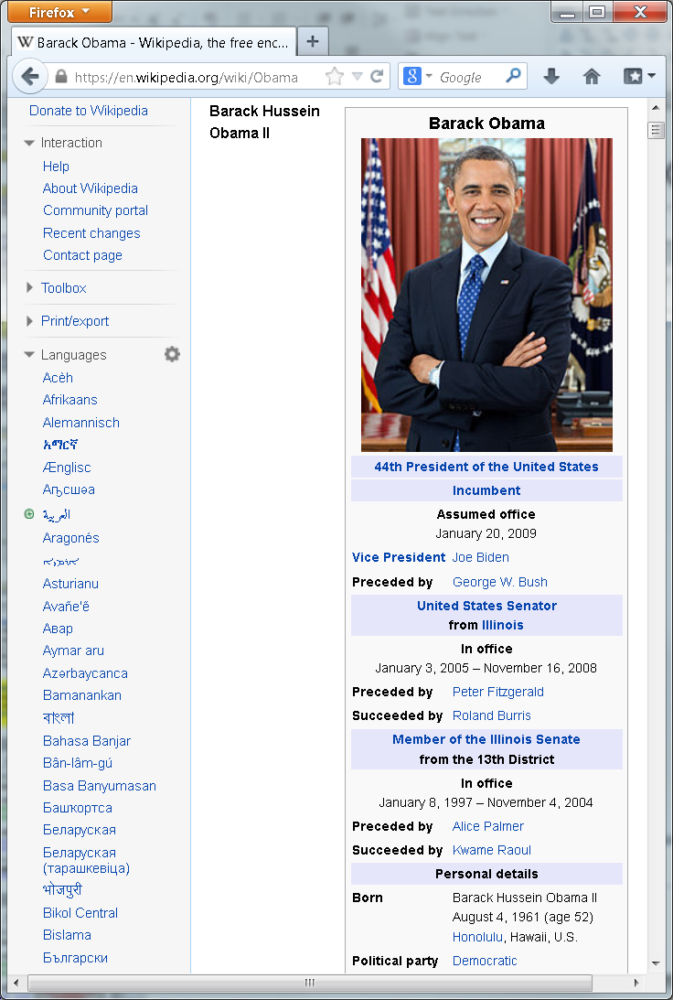 Firefox
Barack Obama - Wikipedia, the free enc...
https://en.wikipedia.org/wiki/Obama
Google
Donate to Wikipedia
Interaction
Help
About Wikipedia
Community portal
Recent changes
Contact page
Toolbox
Print/export
Languages
Acèh
Afrikaans
Alemannisch
አማርኛ
Ænglisc
Аҧсшәа
العربية
Aragonés
ܐܪܡܝܐ
Asturianu
Avañe'ẽ
Авар
Aymar aru
Azərbaycanca
Bamanankan
বাংলা
Bahasa Banjar
Bân-lâm-gú
Basa Banyumasan
Башҡортса
Беларуская
Беларуская
(тарашкевіца)
भोजपुरी
Bikol Central
Bislama
Български
Barack Hussein
Obama II
Barack Obama
44th President of the United States
Incumbent
Assumed office
January 20, 2009
Vice President Joe Biden
Preceded by George W. Bush
United States Senator
from Illinois
In office
January 3, 2005 – November 16, 2008
Preceded by Peter Fitzgerald
Succeeded by Roland Burris
Member of the Illinois Senate
from the 13th District
In office
January 8, 1997 – November 4, 2004
Preceded by Alice Palmer
Succeeded by Kwame Raoul
Personal details
Born Barack Hussein Obama II
August 4, 1961 (age 52)
Honolulu, Hawaii, U.S.
Political party Democratic